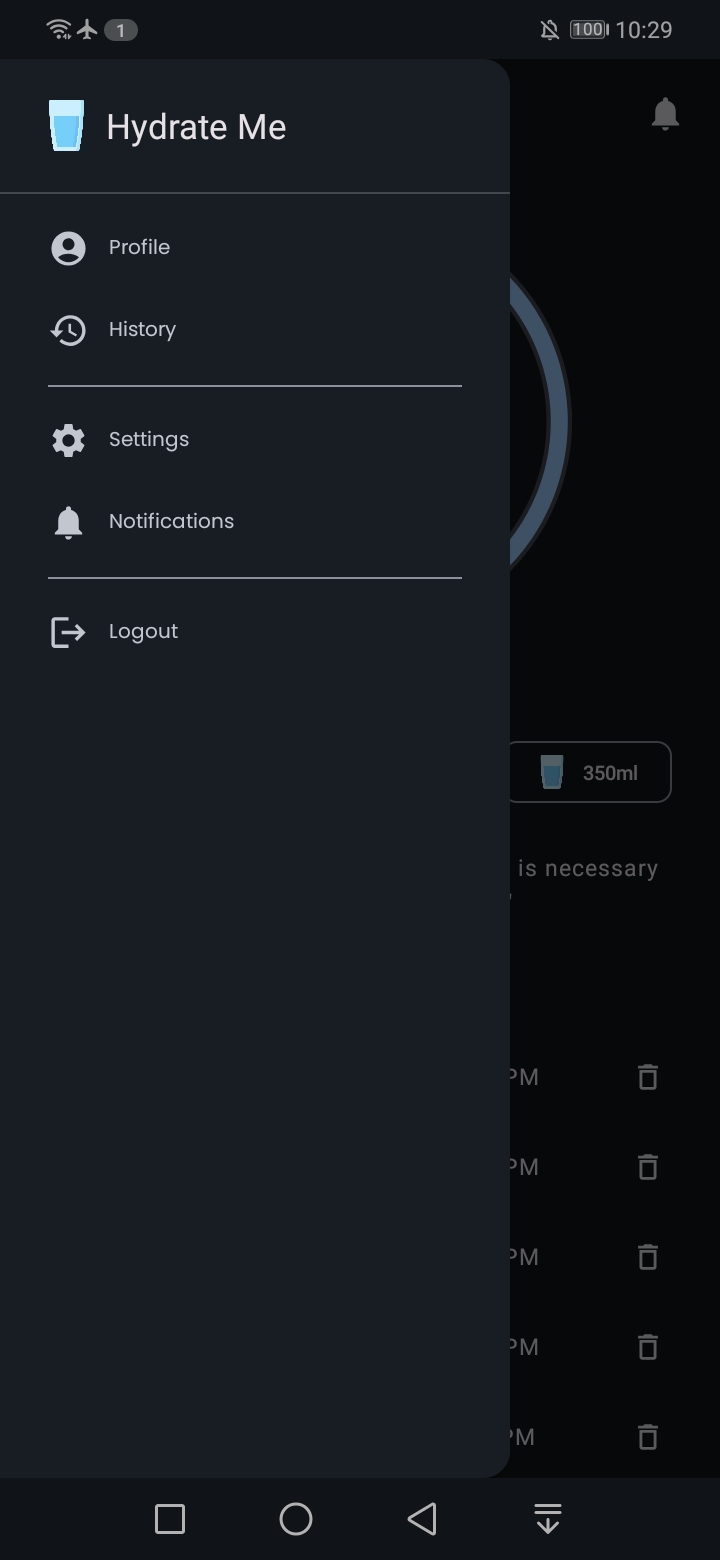 1 100 10:29
Hydrate Me
Profile
History
Settings
Notifications
Logout
350ml
is necessary
PM
PM
PM
PM
PM